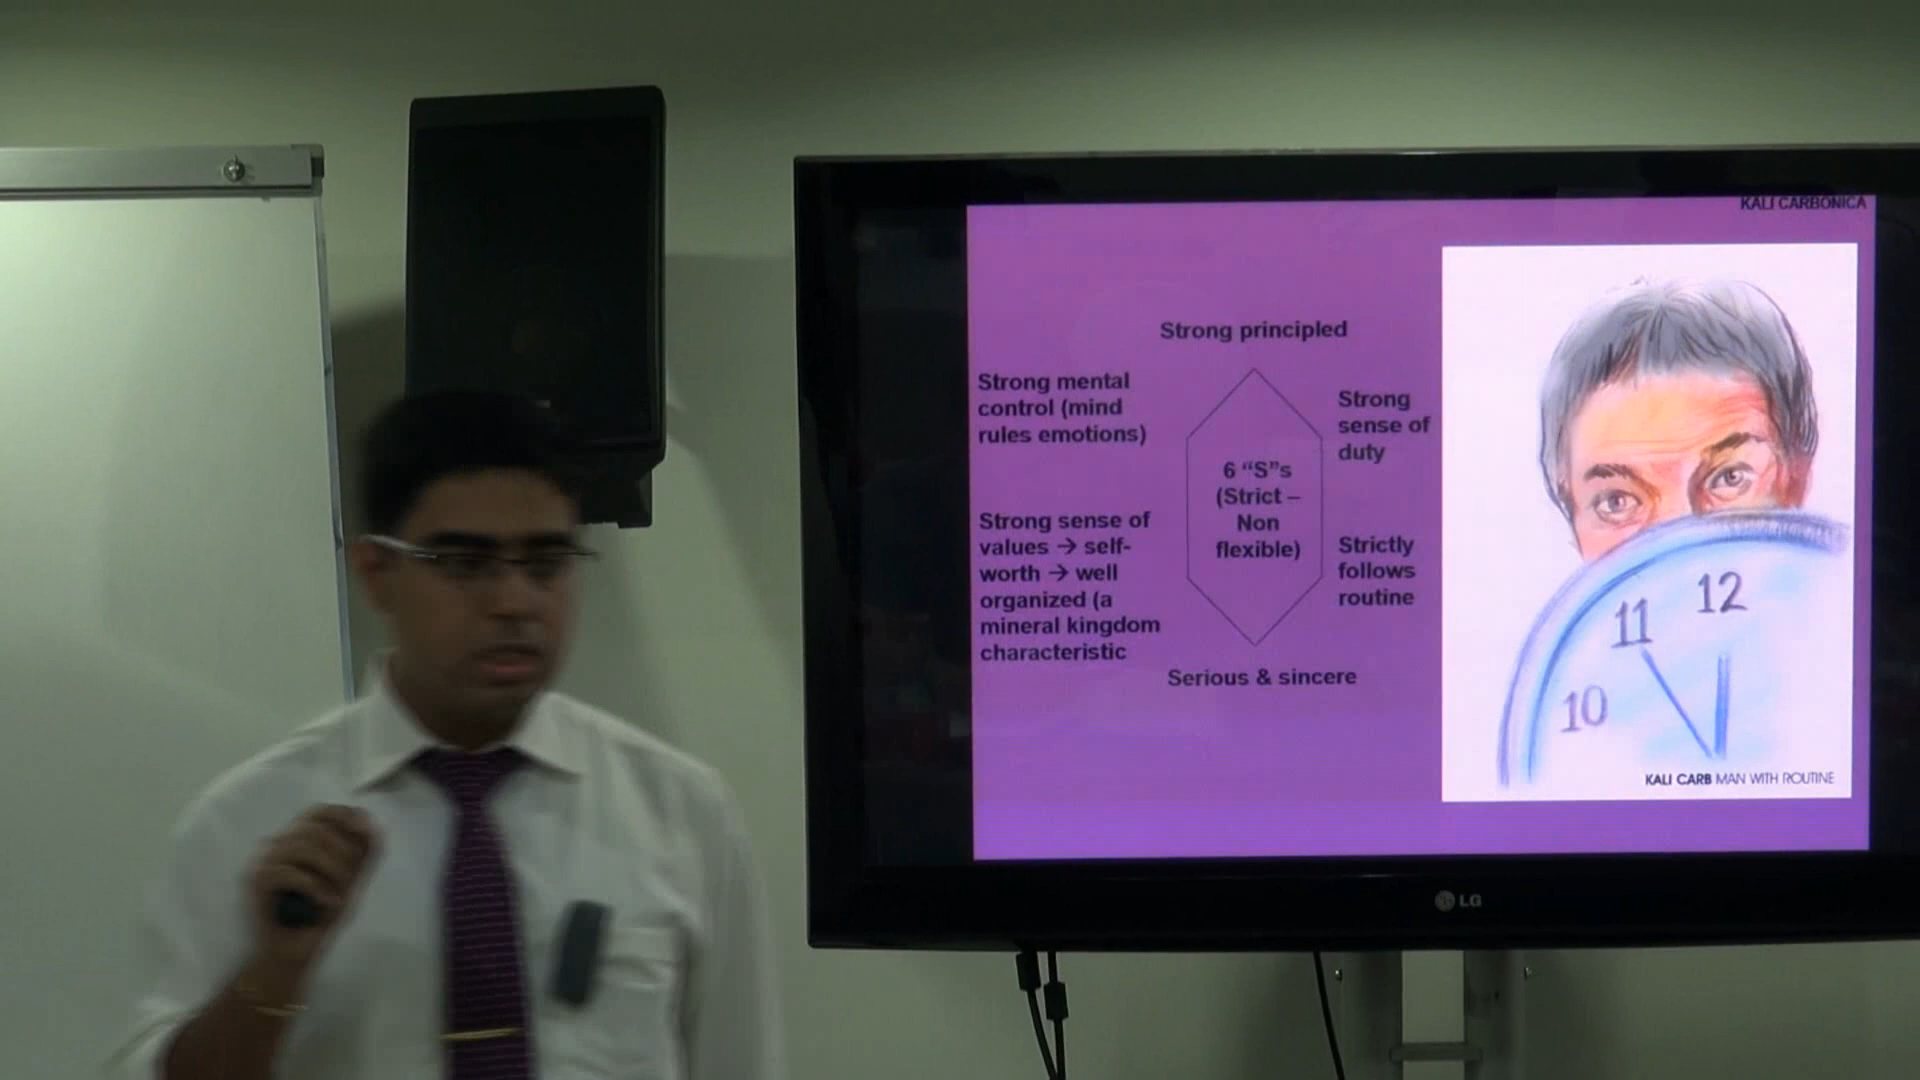 KALI CARBONICA
Strong principled
Strong mental
control (mind
rules emotions)
Strong
sense of
duty
6 “S”s
(Strict –
Non
flexible)
Strong sense of
values → self-
worth → well
organized (a
mineral kingdom
characteristic
Strictly
follows
routine
Serious & sincere
12
11
10
KALI CARB MAN WITH ROUTINE
LG